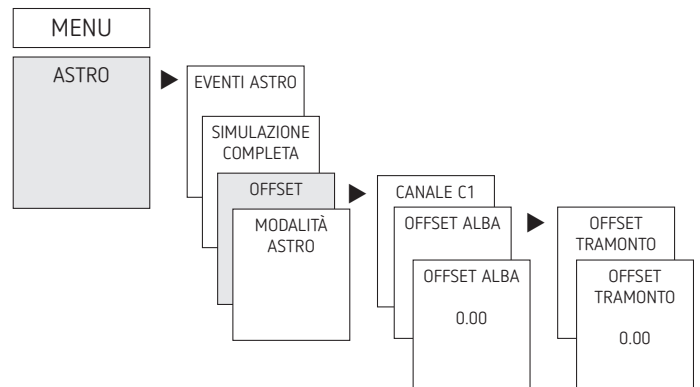 MENU
ASTRO
EVENTI ASTRO
SIMULAZIONE
COMPLETA
OFFSET
MODALITÀ
ASTRO
CANALE C1
OFFSET ALBA
OFFSET ALBA
0.00
OFFSET
TRAMONTO
OFFSET
TRAMONTO
0.00